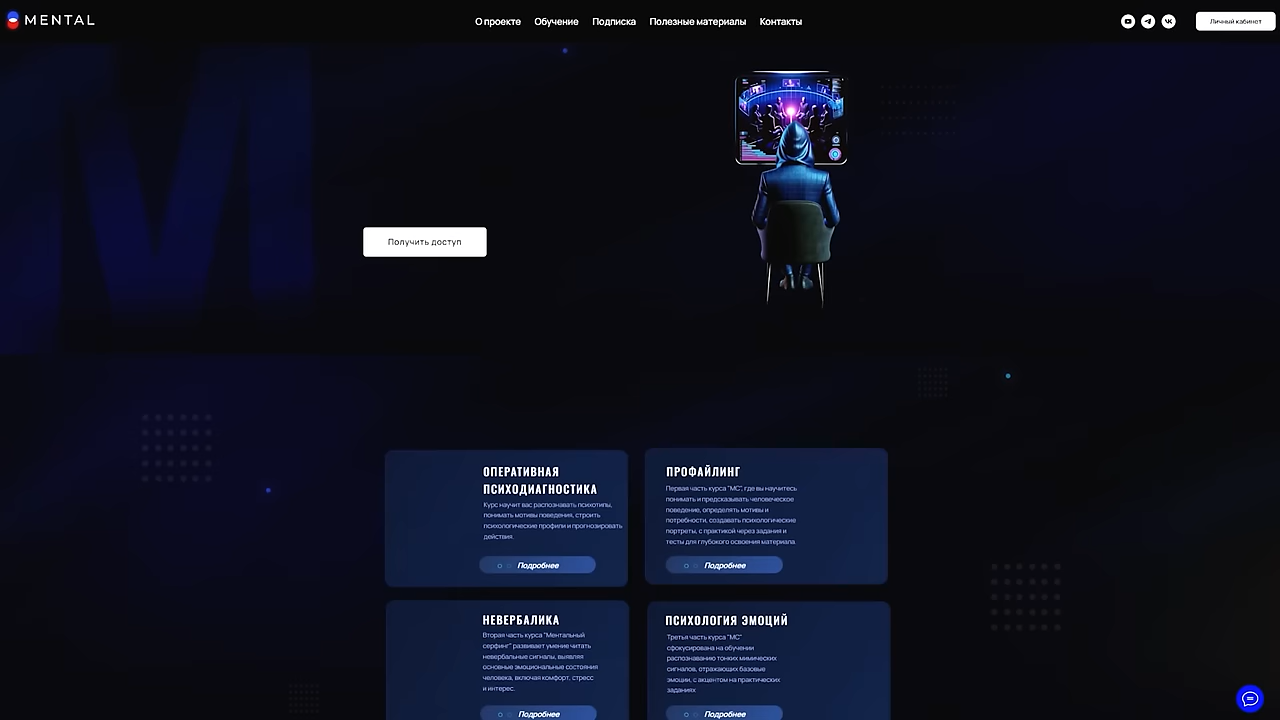 MENTAL
О проекте Обучение Подписка Полезные материалы Контакты
Личный кабинет
Получить доступ
ОПЕРАТИВНАЯ
ПСИХОДИАГНОСТИКА
Курс научит вас распознавать психотипы,
понимать мотивы поведения, строить
психологические профили и прогнозировать
действия.
Подробнее
ПРОФАЙЛИНГ
Первая часть курса "МС", где вы научитесь
понимать и предсказывать человеческое
поведение, определять мотивы и
потребности, создавать психологические
портреты, с практикой через задания и
тесты для глубокого освоения материала.
Подробнее
НЕВЕРБАЛИКА
Вторая часть курса "Ментальный
серфинг" развивает умение читать
невербальные сигналы, выявляя
основные эмоциональные состояния
человека, включая комфорт, стресс
и интерес.
Подробнее
ПСИХОЛОГИЯ ЭМОЦИЙ
Третья часть курса "МС"
сфокусирована на обучении
распознаванию тонких мимических
сигналов, отражающих базовые
эмоции, с акцентом на практических
заданиях
Подробнее